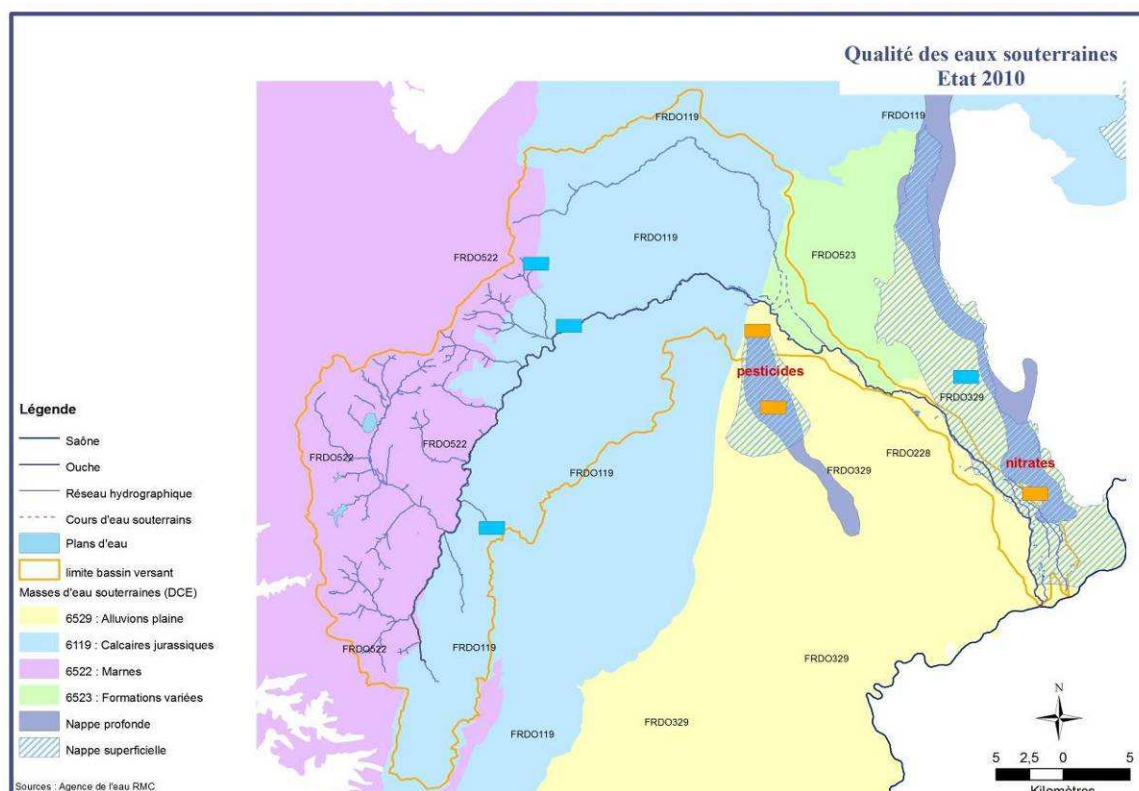 Qualité des eaux souterraines
Etat 2010
FRDO119
FRDO119
FRDO119
FRDO522
FRDO523
pesticides
FRDO329
FRDO522
FRDO522
FRDO228
FRDO119
FRDO329
nitrates
FRDO522
FRDO119
FRDO329
FRDO329
FRDO119
Légende
Saône
Ouche
Réseau hydrographique
Cours d'eau souterrains
Plans d'eau
limite bassin versant
Masses d'eau souterraines (DCE)
6529 : Alluvions plaine
6119 : Calcaires jurassiques
6522 : Marnes
6523 : Formations variées
Nappe profonde
Nappe superficielle
Sources : Agence de l'eau RMC
N
5 2,5 0 5
Kilomètres